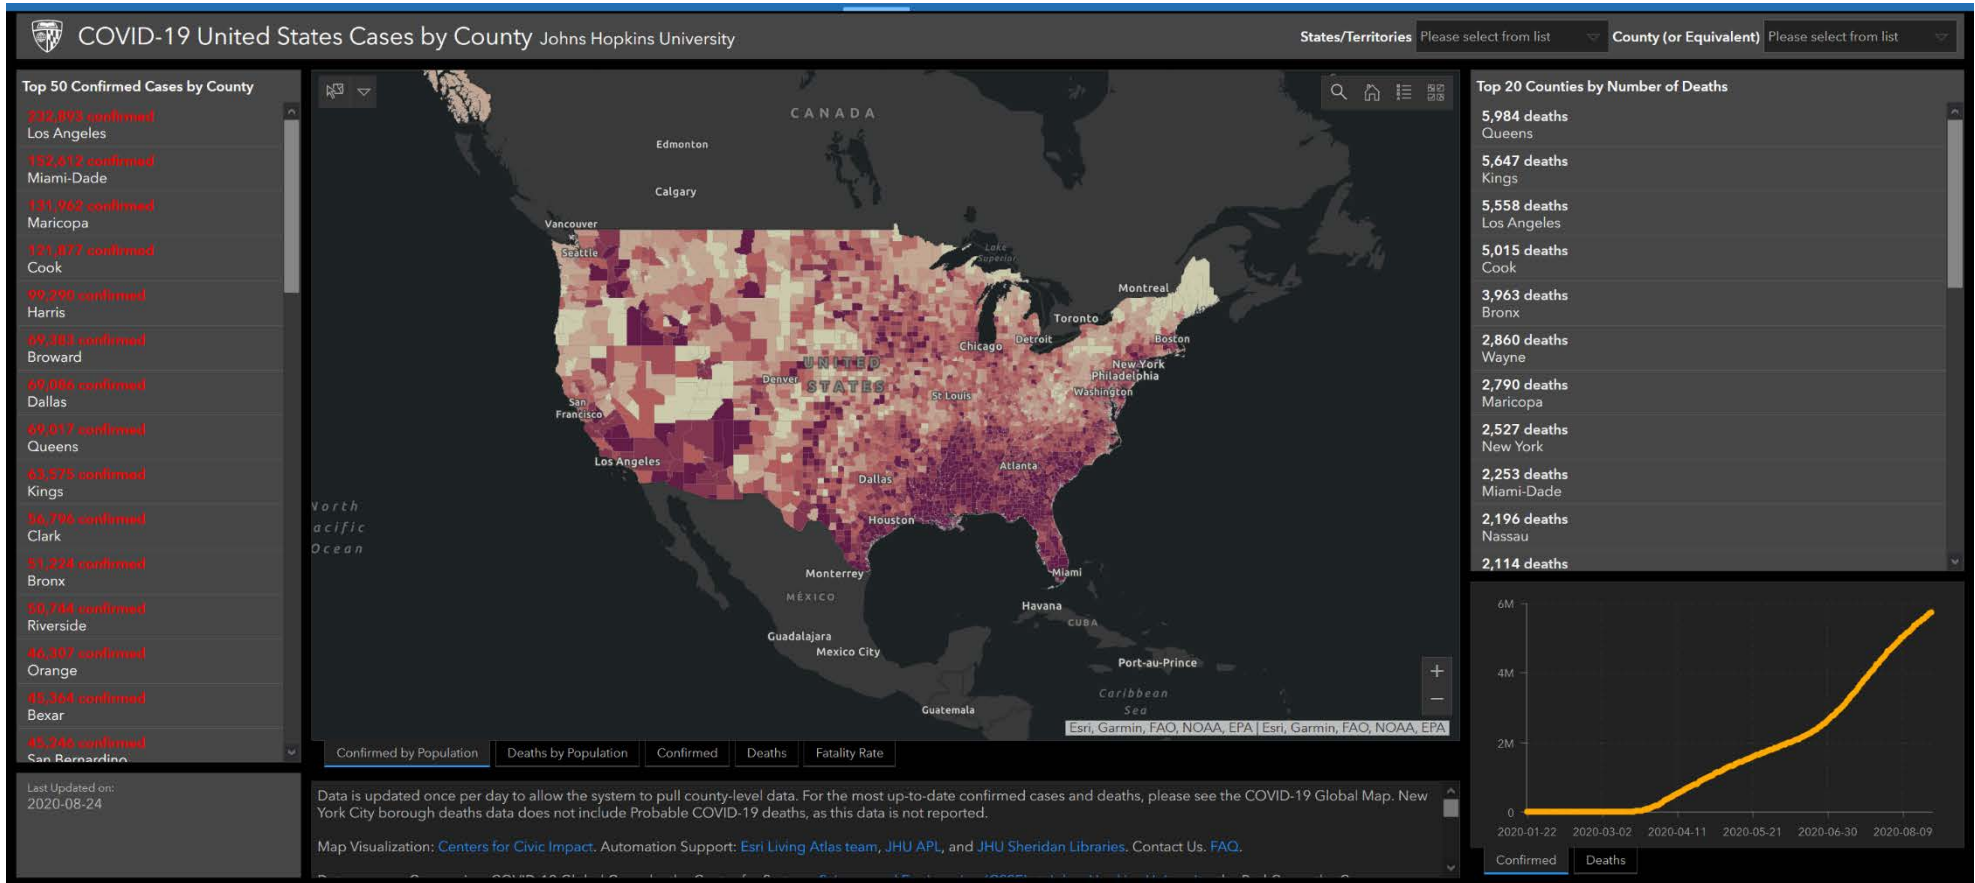 COVID-19 United States Cases by County Johns Hopkins University
States/Territories Please select from list County (or Equivalent) Please select from list
Top 50 Confirmed Cases by County
232,893 confirmed
Los Angeles
152,612 confirmed
Miami-Dade
131,962 confirmed
Maricopa
121,877 confirmed
Cook
99,290 confirmed
Harris
69,383 confirmed
Broward
69,086 confirmed
Dallas
69,017 confirmed
Queens
63,575 confirmed
Kings
56,796 confirmed
Clark
51,224 confirmed
Bronx
50,784 confirmed
Riverside
46,307 confirmed
Orange
45,364 confirmed
Bexar
45,246 confirmed
San Bernardino
Last Updated on:
2020-08-24
CANADA
Edmonton
Calgary
Vancouver
Seattle
Lake
Superior
Montreal
Toronto
Detroit
Boston
Chicago
UNITED
STATES
New York
Philadelphia
Denver
Washington
St Louis
San
Francisco
Los Angeles
Atlanta
Dallas
North
acific
Ocean
Houston
Monterrey
Miami
MÉXICO
Havana
CUBA
Guadalajara
Mexico City
Port-au-Prince
Caribbean
Sea
Guatemala
Esri, Garmin, FAO, NOAA, EPA | Esri, Garmin, FAO, NOAA, EPA
Confirmed by Population Deaths by Population Confirmed Deaths Fatality Rate
Data is updated once per day to allow the system to pull county-level data. For the most up-to-date confirmed cases and deaths, please see the COVID-19 Global Map. New
York City borough deaths data does not include Probable COVID-19 deaths, as this data is not reported.
Map Visualization: Centers for Civic Impact. Automation Support: Esri Living Atlas team, JHU APL, and JHU Sheridan Libraries. Contact Us. FAQ.
Top 20 Counties by Number of Deaths
5,984 deaths
Queens
5,647 deaths
Kings
5,558 deaths
Los Angeles
5,015 deaths
Cook
3,963 deaths
Bronx
2,860 deaths
Wayne
2,790 deaths
Maricopa
2,527 deaths
New York
2,253 deaths
Miami-Dade
2,196 deaths
Nassau
2,114 deaths
6M
4M
2M
0
2020-01-22 2020-03-02 2020-04-11 2020-05-21 2020-06-30 2020-08-09
Confirmed Deaths